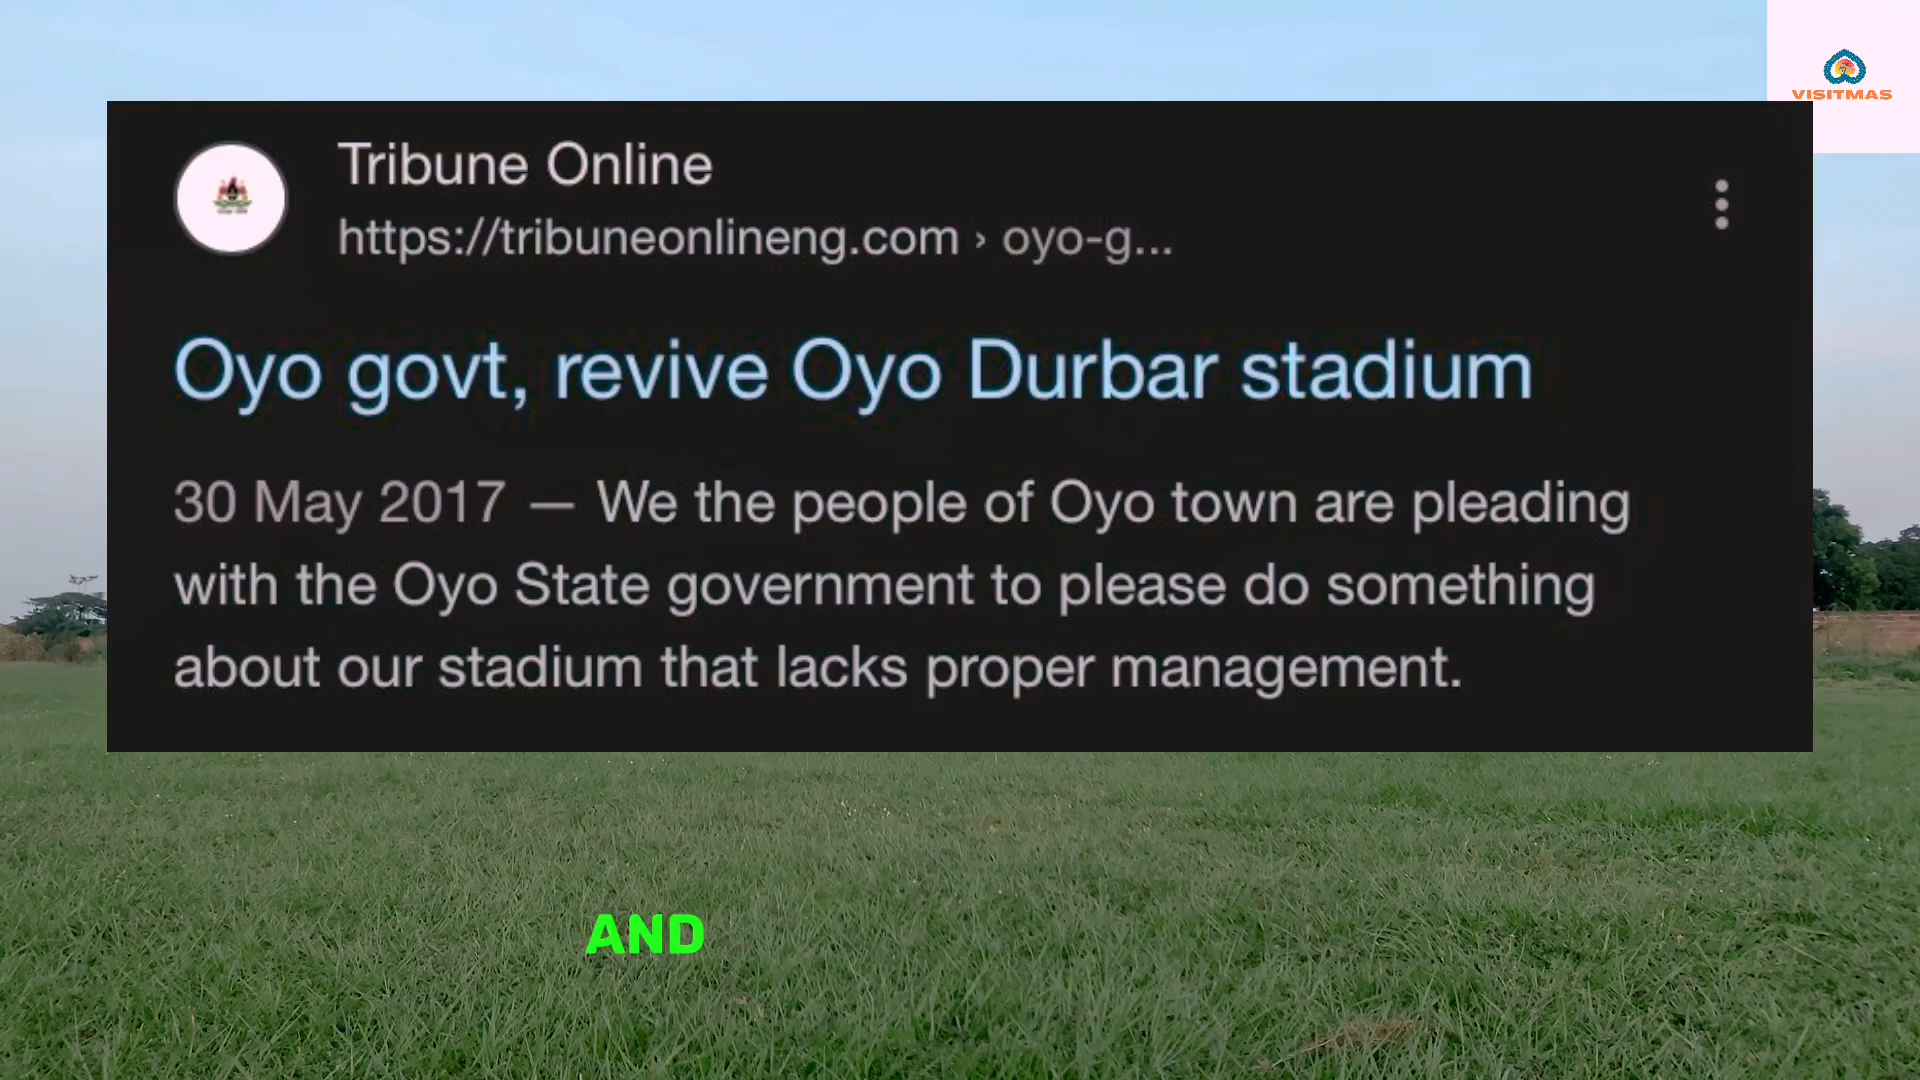 VISITMAS
Tribune Online
https://tribuneonlineng.com › oyo-g...
Oyo govt, revive Oyo Durbar stadium
30 May 2017 — We the people of Oyo town are pleading
with the Oyo State government to please do something
about our stadium that lacks proper management.
AND